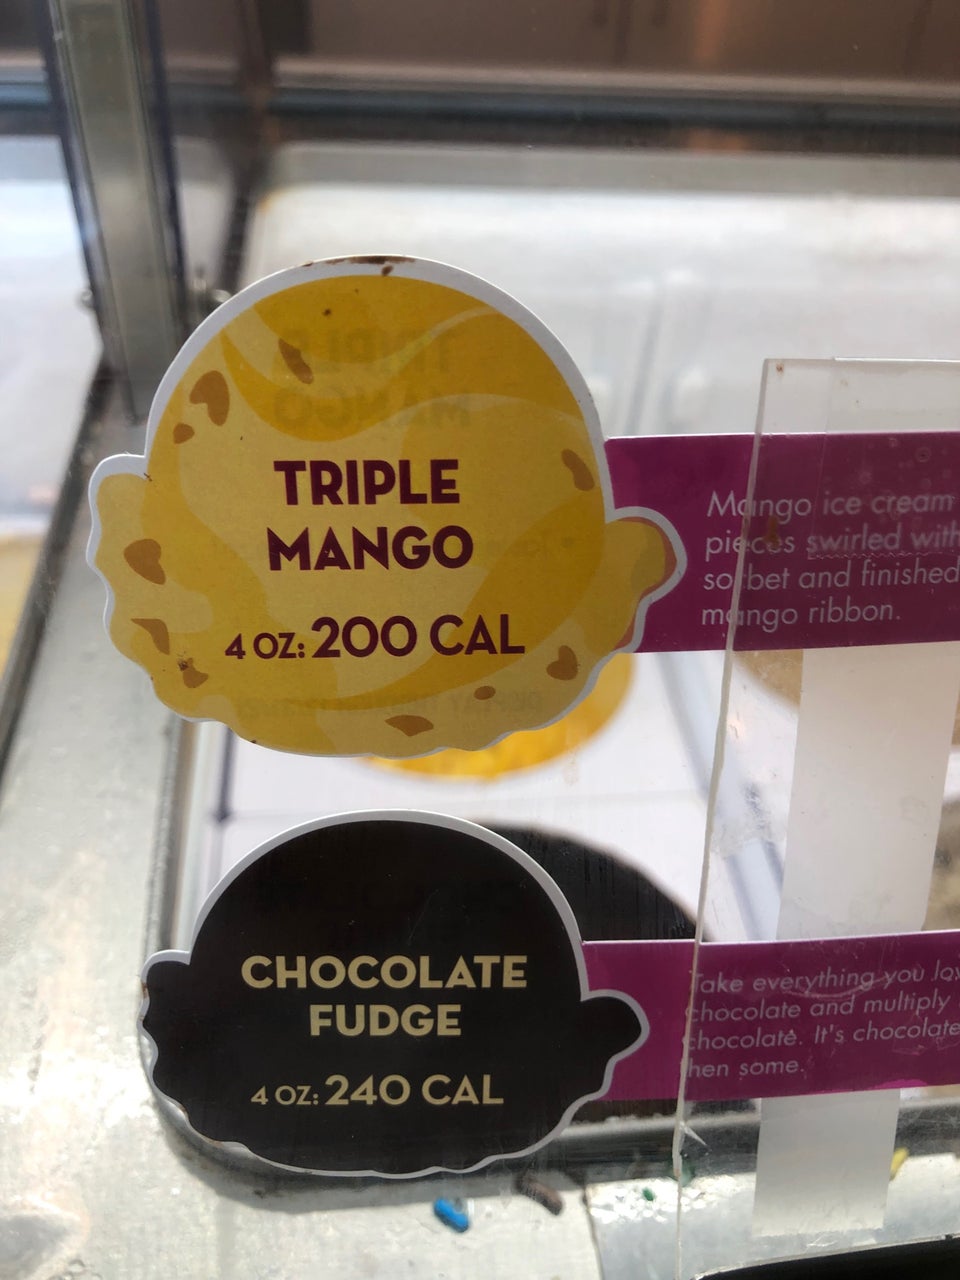 TRIPLE
MANGO
4 OZ: 200 CAL
Mango ice cream
pieces swirled with
sorbet and finished
mango ribbon.
CHOCOLATE
FUDGE
4 OZ: 240 CAL
Take everything you
chocolate and multiply
chocolate. It's chocolate
then some.